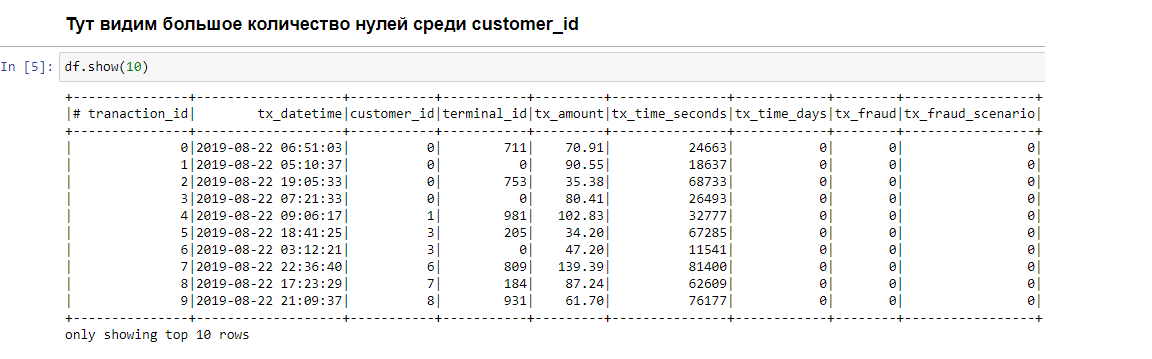 Тут видим большое количество нулей среди customer_id
In [5]: df.show(10)
+---------------+-------------------+-----------+-----------+---------+---------------+------------+--------+-----------------+
|# tranaction_id|        tx_datetime|customer_id|terminal_id|tx_amount|tx_time_seconds|tx_time_days|tx_fraud|tx_fraud_scenario|
+---------------+-------------------+-----------+-----------+---------+---------------+------------+--------+-----------------+
|              0|2019-08-22 06:51:03|          0|        711|    70.91|          24663|           0|       0|                0|
|              1|2019-08-22 05:10:37|          0|          0|    90.55|          18637|           0|       0|                0|
|              2|2019-08-22 19:05:33|          0|        753|    35.38|          68733|           0|       0|                0|
|              3|2019-08-22 07:21:33|          0|          0|    80.41|          26493|           0|       0|                0|
|              4|2019-08-22 09:06:17|          1|        981|   102.83|          32777|           0|       0|                0|
|              5|2019-08-22 18:41:25|          3|        205|    34.20|          67285|           0|       0|                0|
|              6|2019-08-22 03:12:21|          3|          0|    47.20|          11541|           0|       0|                0|
|              7|2019-08-22 22:36:40|          6|        809|   139.39|          81400|           0|       0|                0|
|              8|2019-08-22 17:23:29|          7|        184|    87.24|          62609|           0|       0|                0|
|              9|2019-08-22 21:09:37|          8|        931|    61.70|          76177|           0|       0|                0|
+---------------+-------------------+-----------+-----------+---------+---------------+------------+--------+-----------------+
only showing top 10 rows